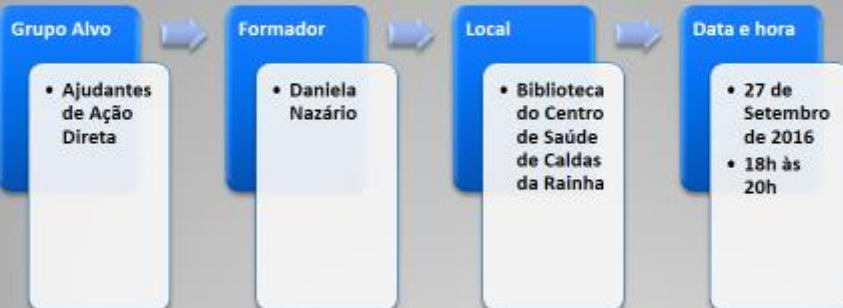 Grupo Alvo
• Ajudantes
de Ação
Direta
Formador
• Daniela
Nazário
Local
• Biblioteca
do Centro
de Saúde
de Caldas
da Rainha
Data e hora
• 27 de
Setembro
de 2016
• 18h às
20h